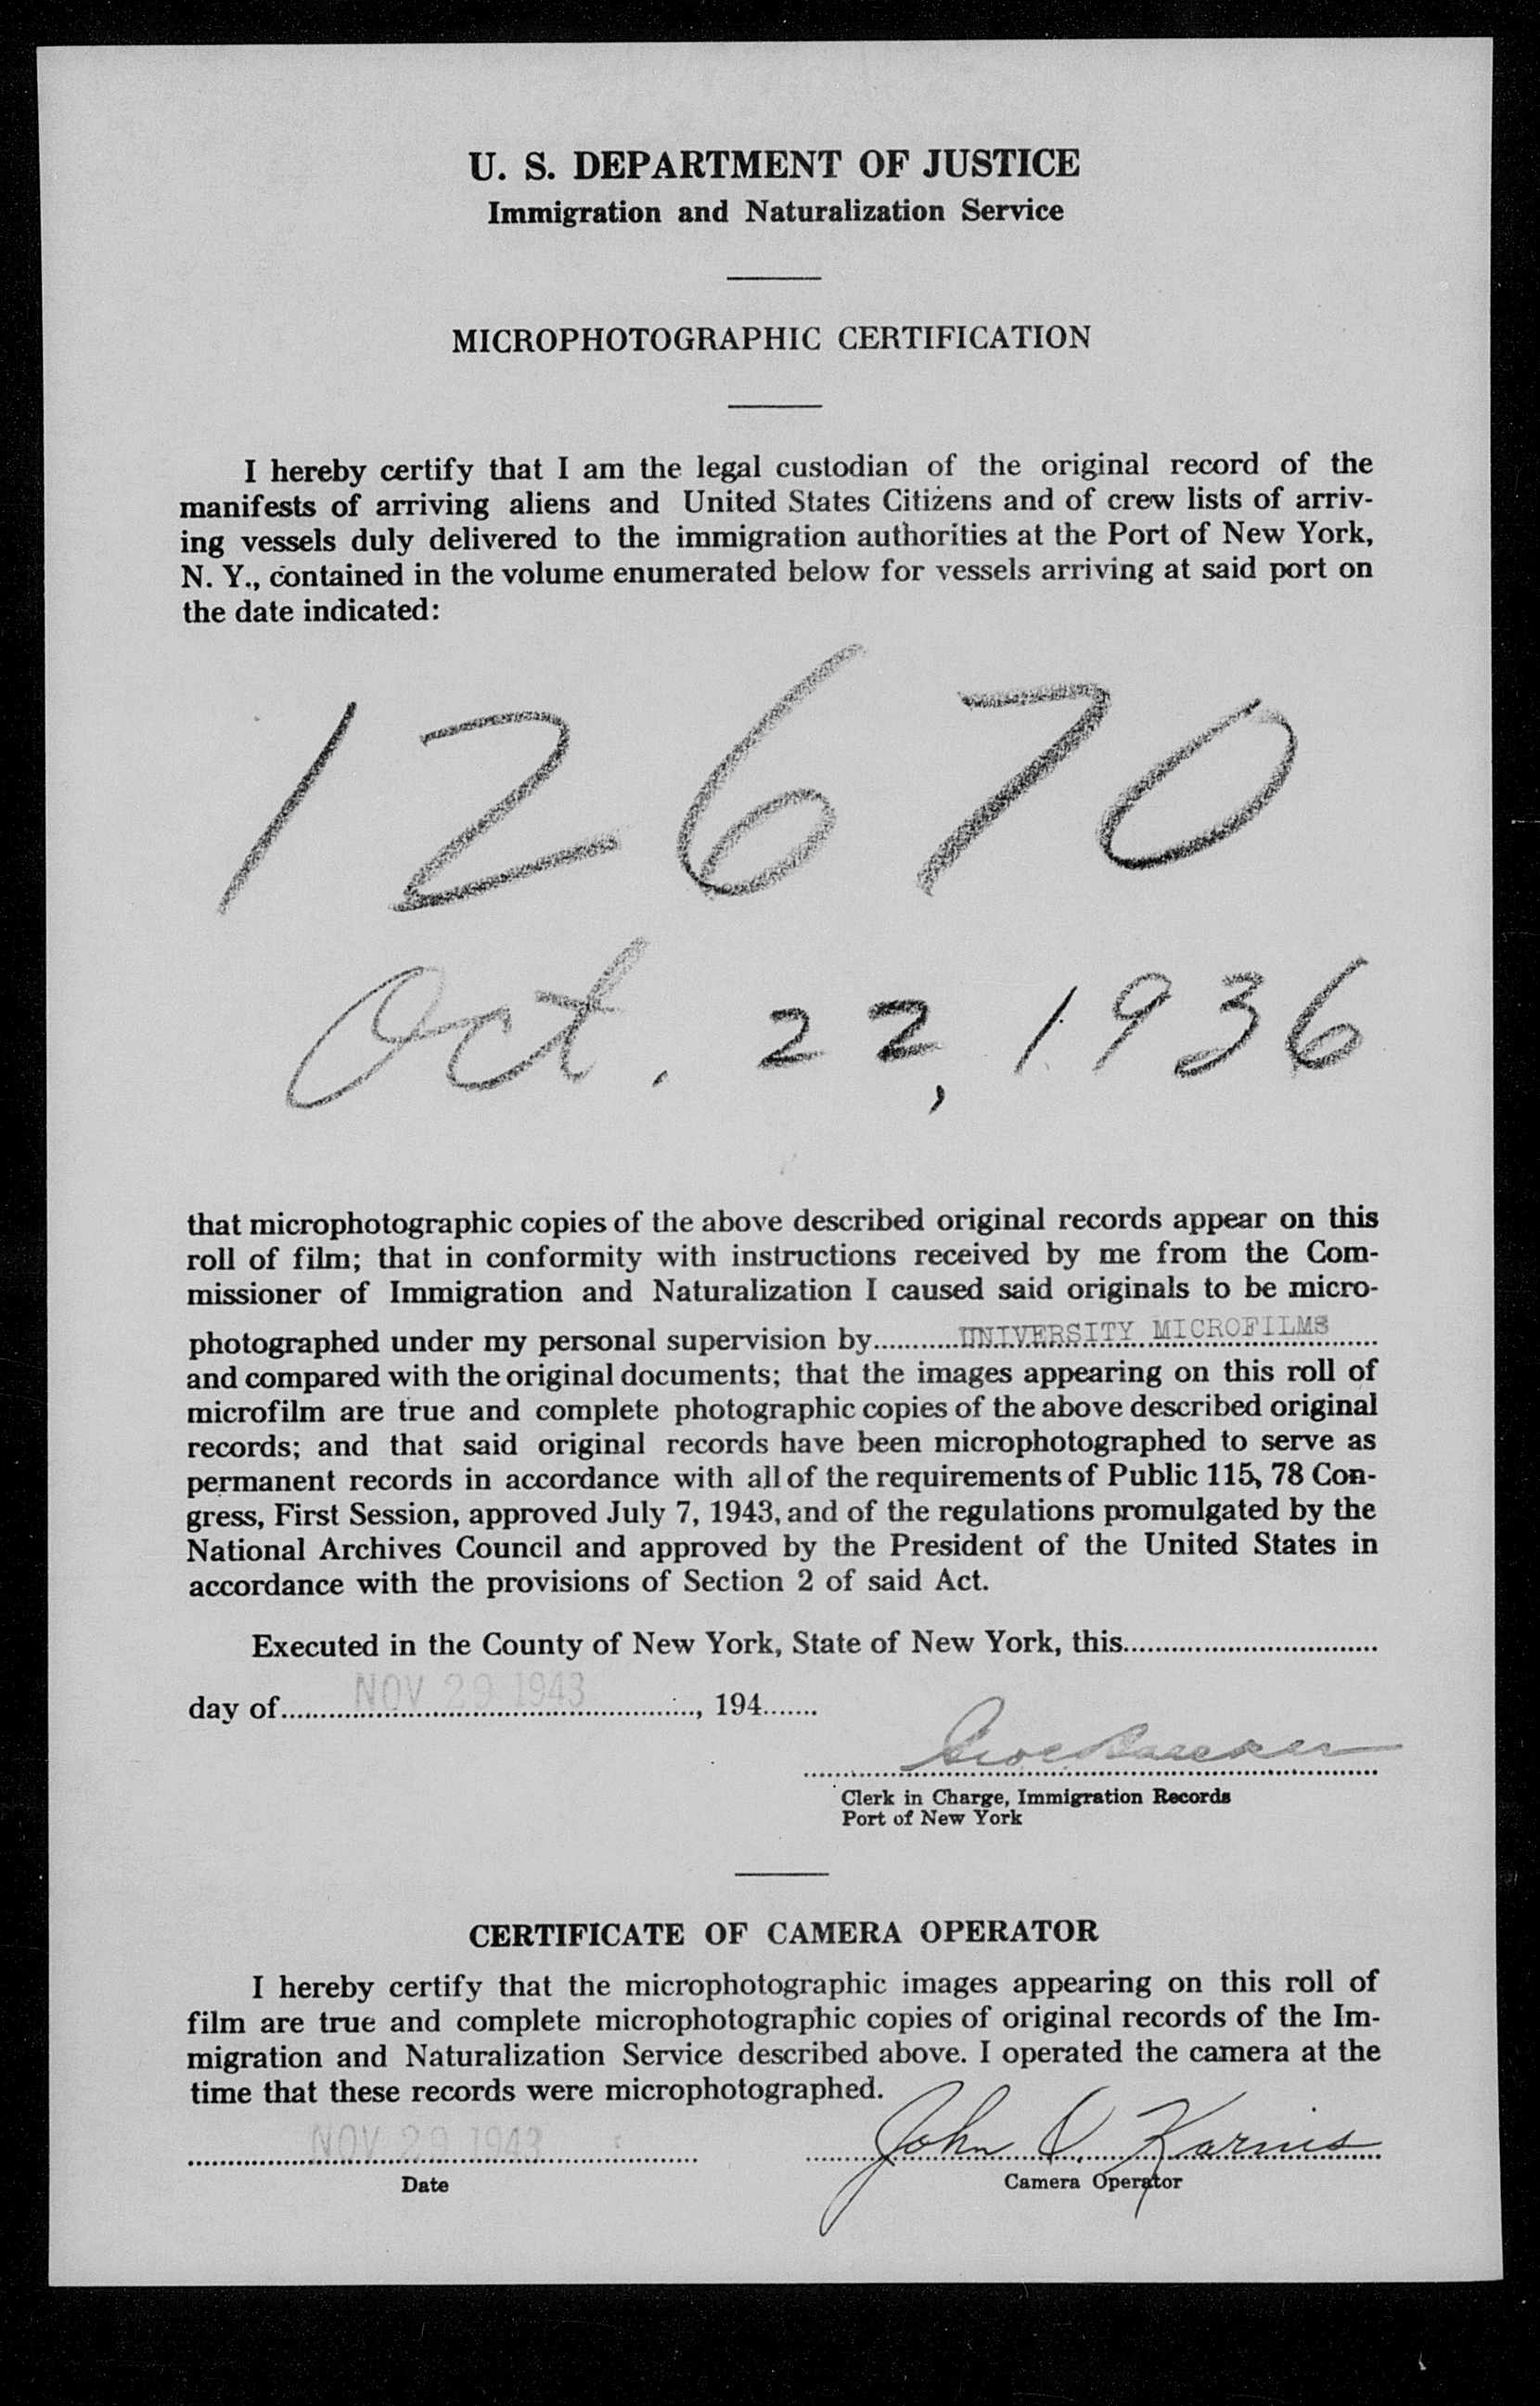 U. S. DEPARTMENT OF JUSTICE
Immigration and Naturalization Service
MICROPHOTOGRAPHIC CERTIFICATION
I hereby certify that I am the legal custodian of the original record of the
manifests of arriving aliens and United States Citizens and of crew lists of arriv-
ing vessels duly delivered to the immigration authorities at the Port of New York,
N. Y., contained in the volume enumerated below for vessels arriving at said port on
the date indicated:
12670
Oct. 22, 1936
that microphotographic copies of the above described original records appear on this
roll of film; that in conformity with instructions received by me from the Com-
missioner of Immigration and Naturalization I caused said originals to be micro-
photographed under my personal supervision by UNIVERSITY MICROFILMS
and compared with the original documents; that the images appearing on this roll of
microfilm are true and complete photographic copies of the above described original
records; and that said original records have been microphotographed to serve as
permanent records in accordance with all of the requirements of Public 115, 78 Con-
gress, First Session, approved July 7, 1943, and of the regulations promulgated by the
National Archives Council and approved by the President of the United States in
accordance with the provisions of Section 2 of said Act.
Executed in the County of New York, State of New York, this
day of NOV 29 1943, 194
Clerk in Charge, Immigration Records
Port of New York
CERTIFICATE OF CAMERA OPERATOR
I hereby certify that the microphotographic images appearing on this roll of
film are true and complete microphotographic copies of original records of the Im-
migration and Naturalization Service described above. I operated the camera at the
time that these records were microphotographed.
NOV 29 1943 John Karnis
Date Camera Operator